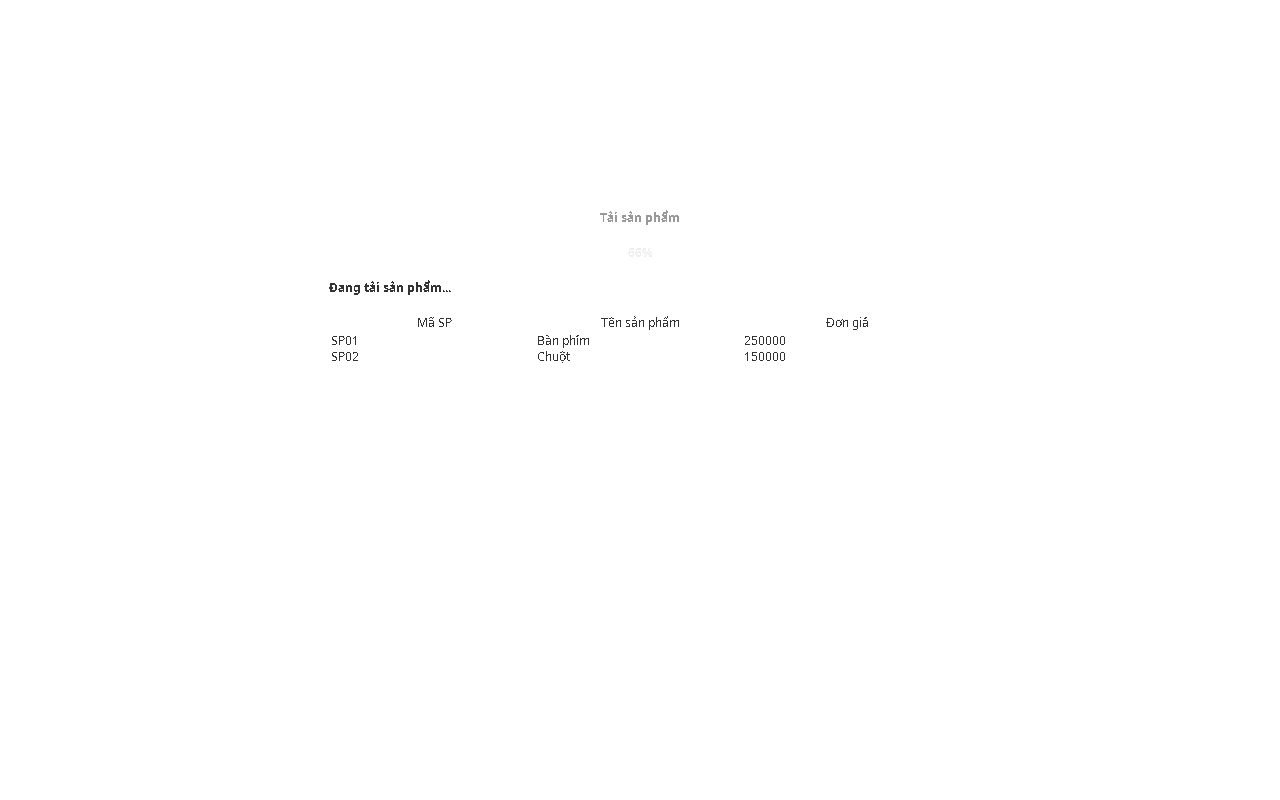 Tải sản phẩm
66%
Đang tải sản phẩm...
Mã SP Tên sản phẩm Đơn giá
SP01 Bàn phím 250000
SP02 Chuột 150000